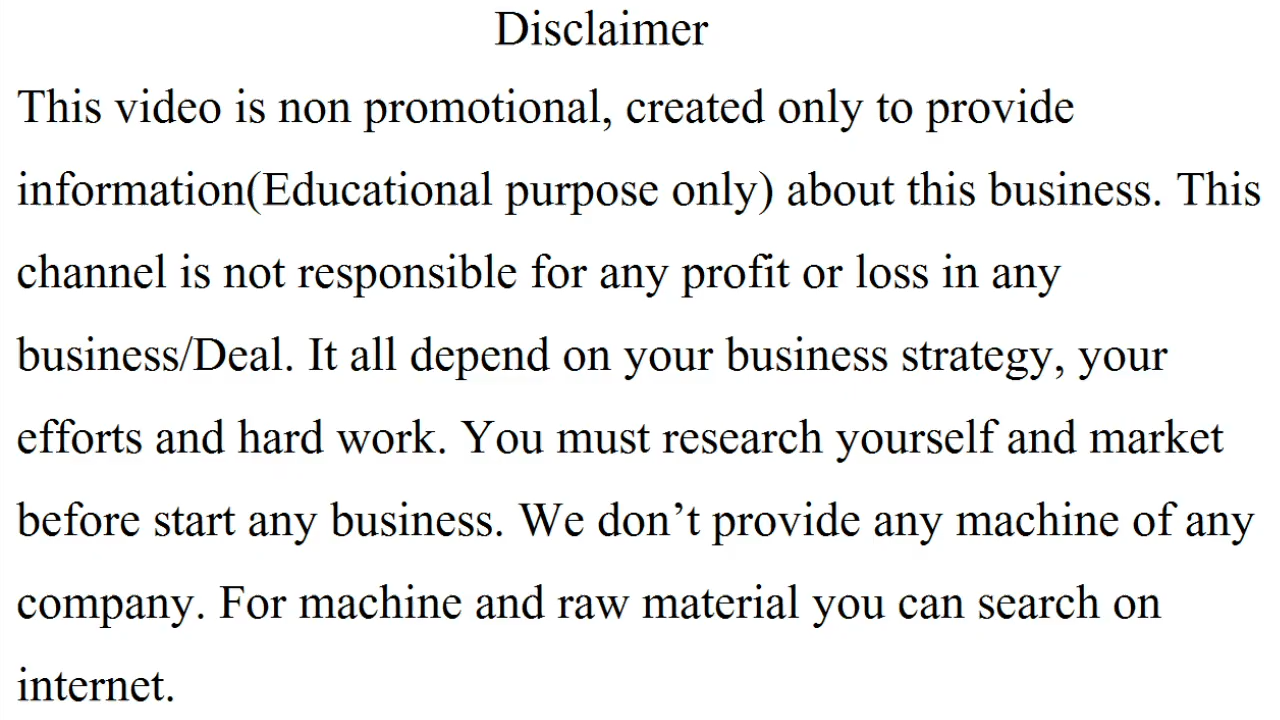 Disclaimer
This video is non promotional, created only to provide
information(Educational purpose only) about this business. This
channel is not responsible for any profit or loss in any
business/Deal. It all depend on your business strategy, your
efforts and hard work. You must research yourself and market
before start any business. We don’t provide any machine of any
company. For machine and raw material you can search on
internet.